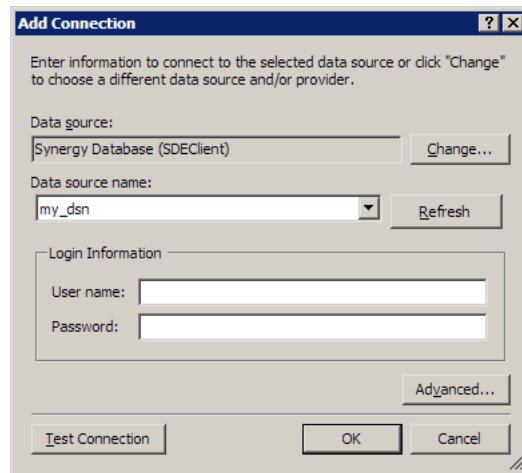 Add Connection
Enter information to connect to the selected data source or click "Change"
to choose a different data source and/or provider.
Data source:
Synergy Database (SDEClient)
Change...
Data source name:
my_dsn
Refresh
Login Information
User name:
Password:
Advanced...
Test Connection
OK
Cancel